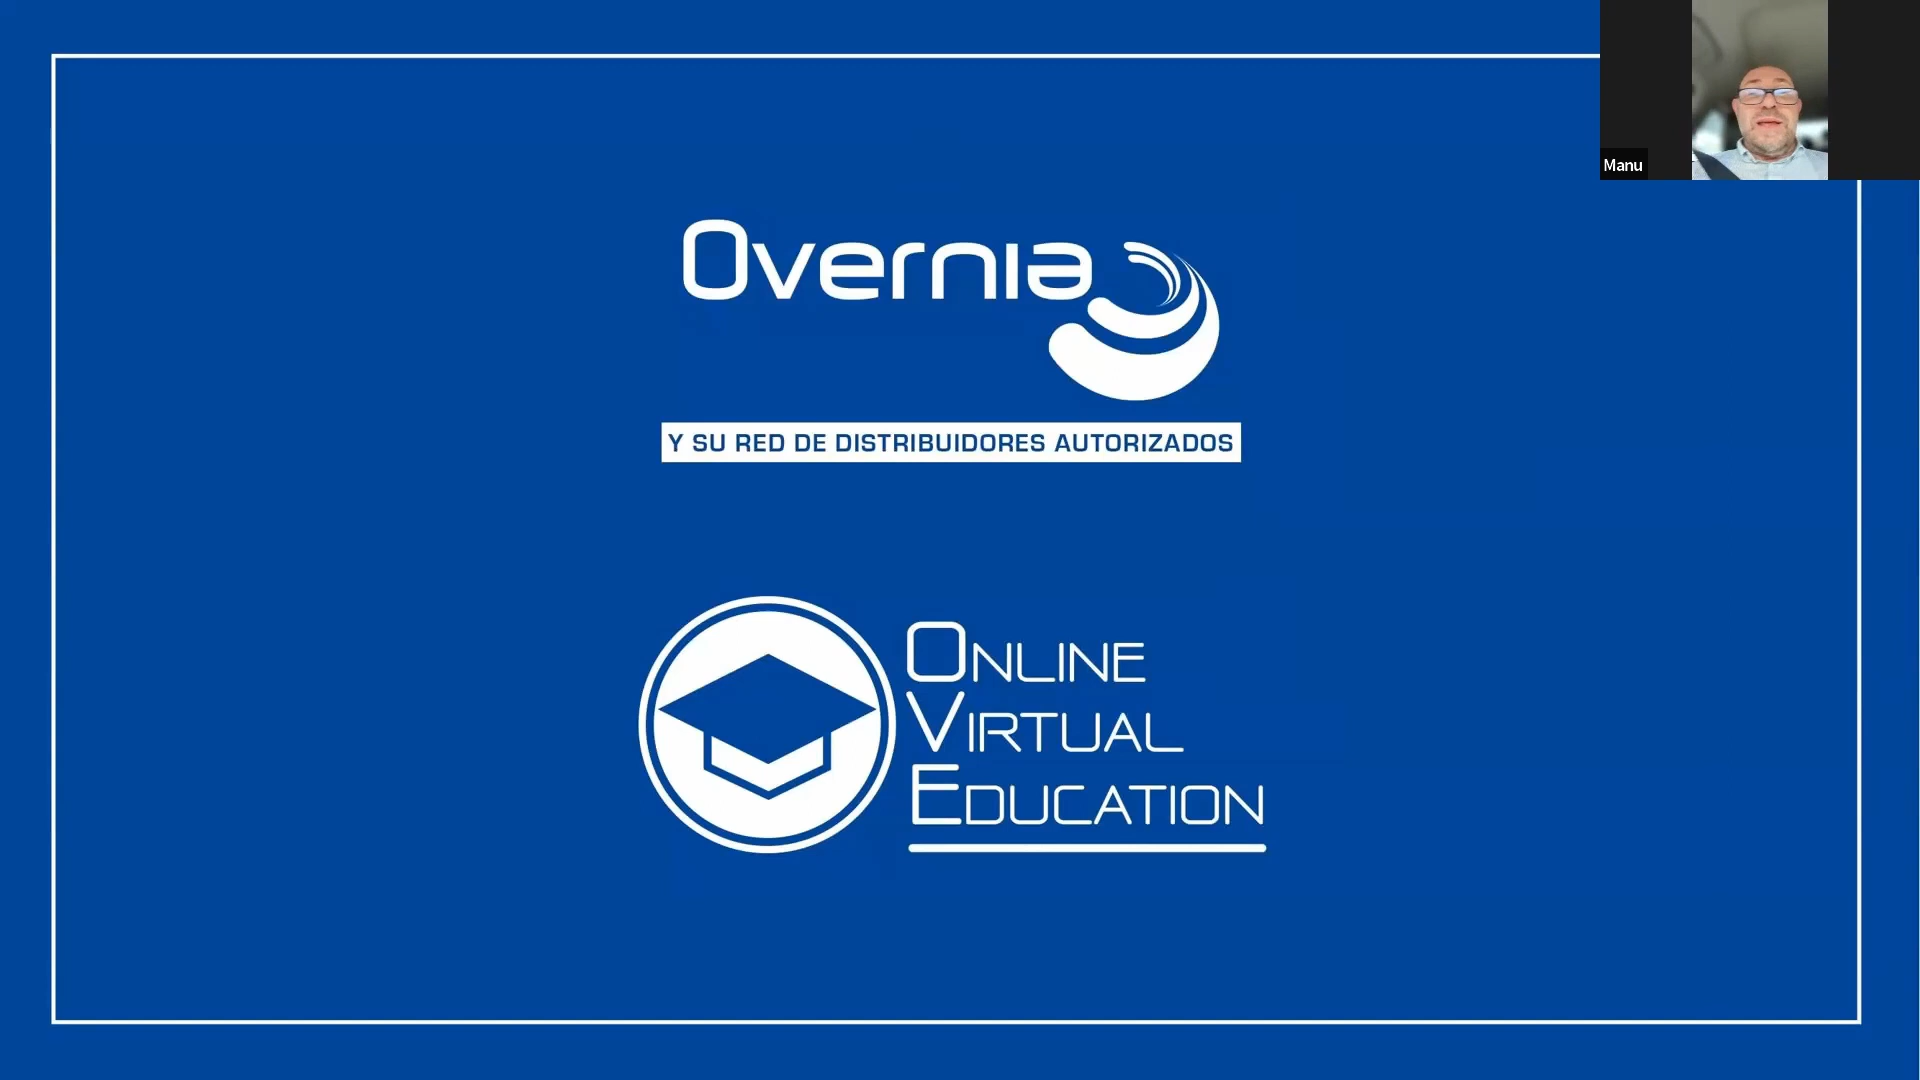 Manu
Overnia
Y SU RED DE DISTRIBUIDORES AUTORIZADOS
ONLINE
VIRTUAL
EDUCATION